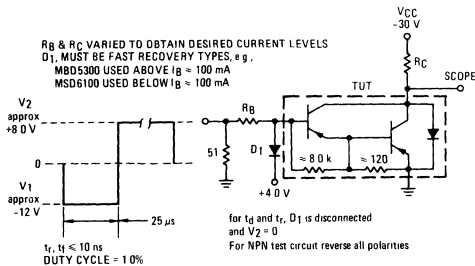 VCC
-30 V
RB & RC VARIED TO OBTAIN DESIRED CURRENT LEVELS
D1, MUST BE FAST RECOVERY TYPES, e.g.,
MBD5300 USED ABOVE IB ≈ 100 mA
MSD6100 USED BELOW IB ≈ 100 mA
RC
SCOPE
TUT
V2
approx
+8.0 V
RB
51
D1
≈ 8.0 k
≈ 120
0
V1
approx
-12 V
+4.0 V
25 µs
for td and tr, D1 is disconnected
and V2 = 0
For NPN test circuit reverse all polarities
tr, tf ⩽ 10 ns
DUTY CYCLE = 1.0%